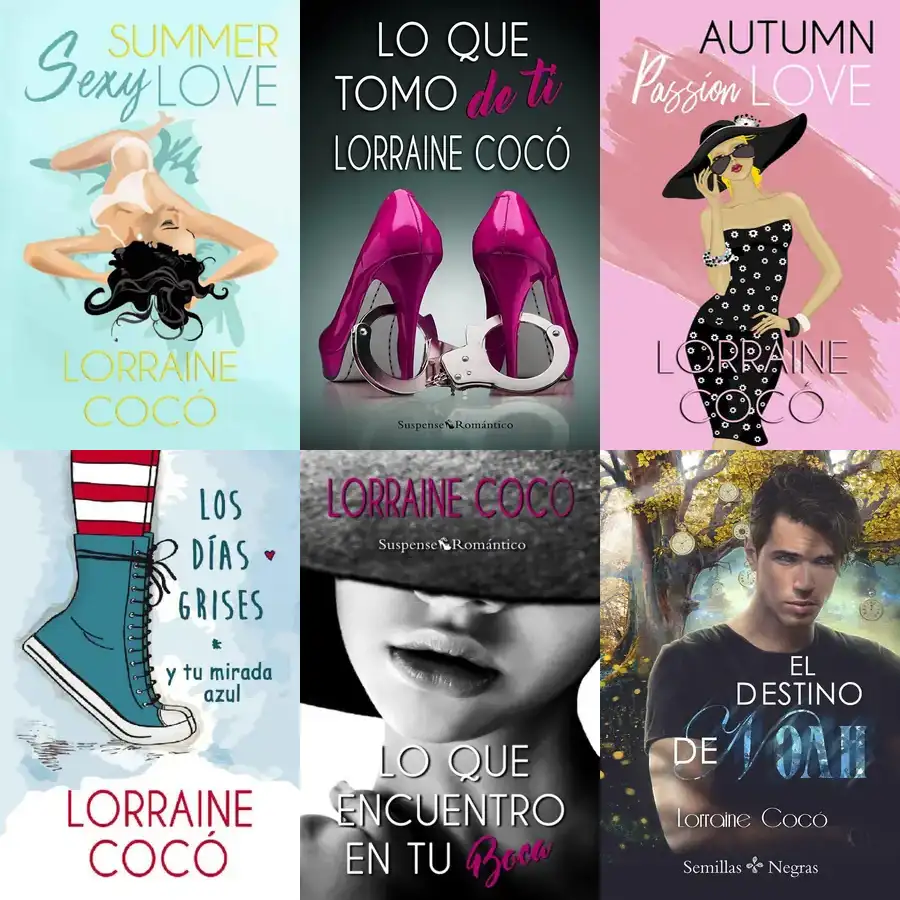 SUMMER
Sexy LOVE
LORRAINE
COCÓ
LO QUE
TOMO de ti
LORRAINE COCÓ
Suspense Romántico
AUTUMN
Passion LOVE
LORRAINE
COCÓ
LOS
DÍAS
GRISES
y tu mirada
azul
LORRAINE
COCÓ
LORRAINE COCÓ
Suspense Romántico
LO QUE
ENCUENTRO
EN TU Boca
EL
DESTINO
DE NOAH
Lorraine Cocó
Semillas Negras